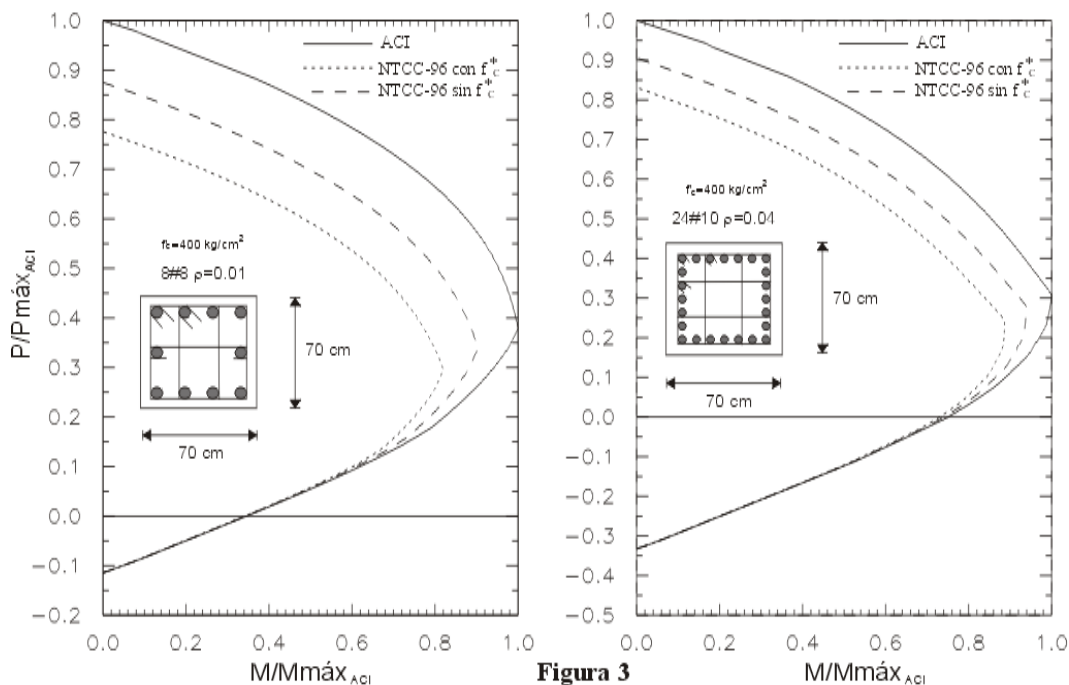 1.0
0.9
0.8
0.7
0.6
0.5
0.4
0.3
0.2
0.1
0.0
−0.1
−0.2
P/Pmáx ACI
ACI
NTCC-96 con f*c
NTCC-96 sin f*c
f'c=400 kg/cm²
8#8 ρ=0.01
70 cm
70 cm
0.0 0.2 0.4 0.6 0.8 1.0
M/Mmáx ACI
1.0
0.9
0.8
0.7
0.6
0.5
0.4
0.3
0.2
0.1
0.0
−0.1
−0.2
−0.3
−0.4
−0.5
ACI
NTCC-96 con f*c
NTCC-96 sin f*c
f'c=400 kg/cm²
24#10 ρ=0.04
70 cm
70 cm
0.0 0.2 0.4 0.6 0.8 1.0
M/Mmáx ACI
Figura 3